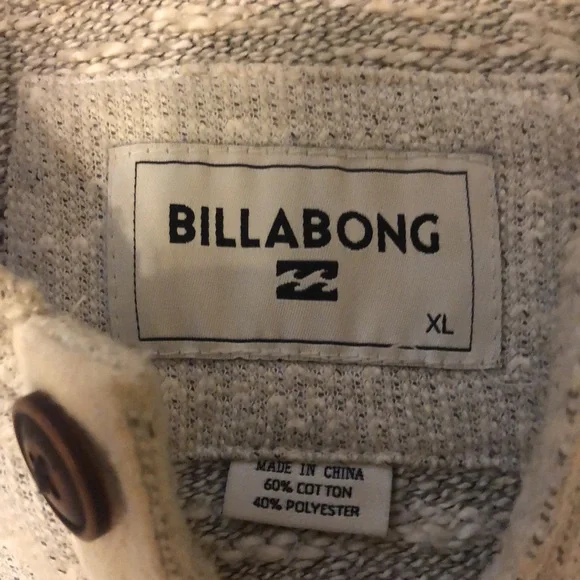 BILLABONG
XL
MADE IN CHINA
60% COTTON
40% POLYESTER